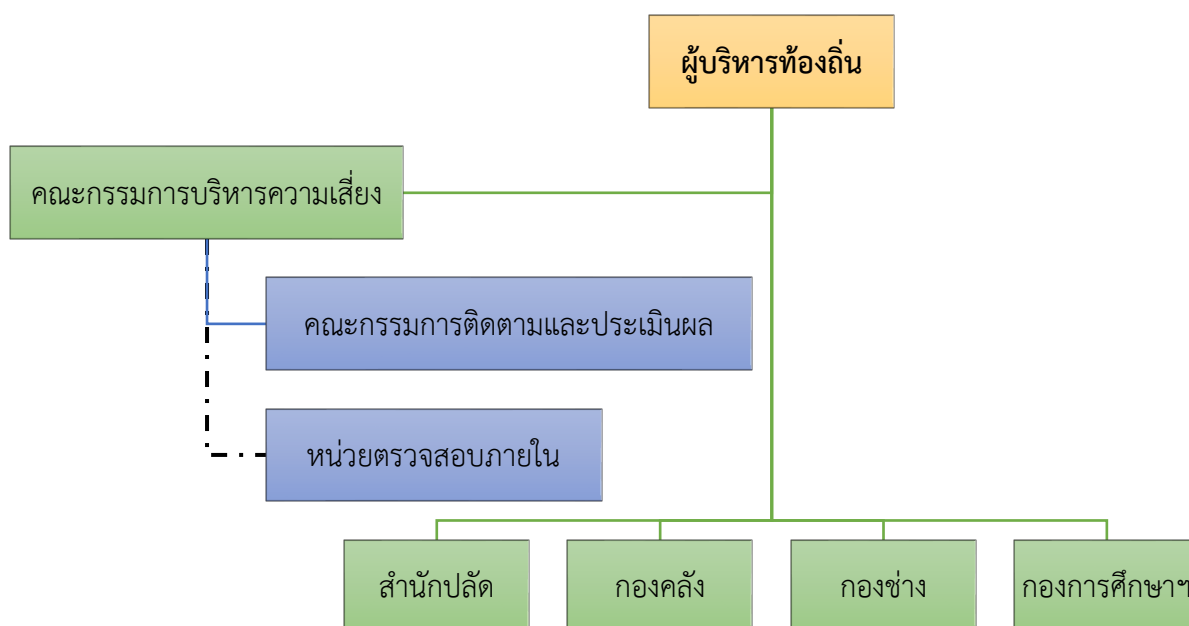 ผู้บริหารท้องถิ่น
คณะกรรมการบริหารความเสี่ยง
คณะกรรมการติดตามและประเมินผล
หน่วยตรวจสอบภายใน
สำนักปลัด
กองคลัง
กองช่าง
กองการศึกษาฯ